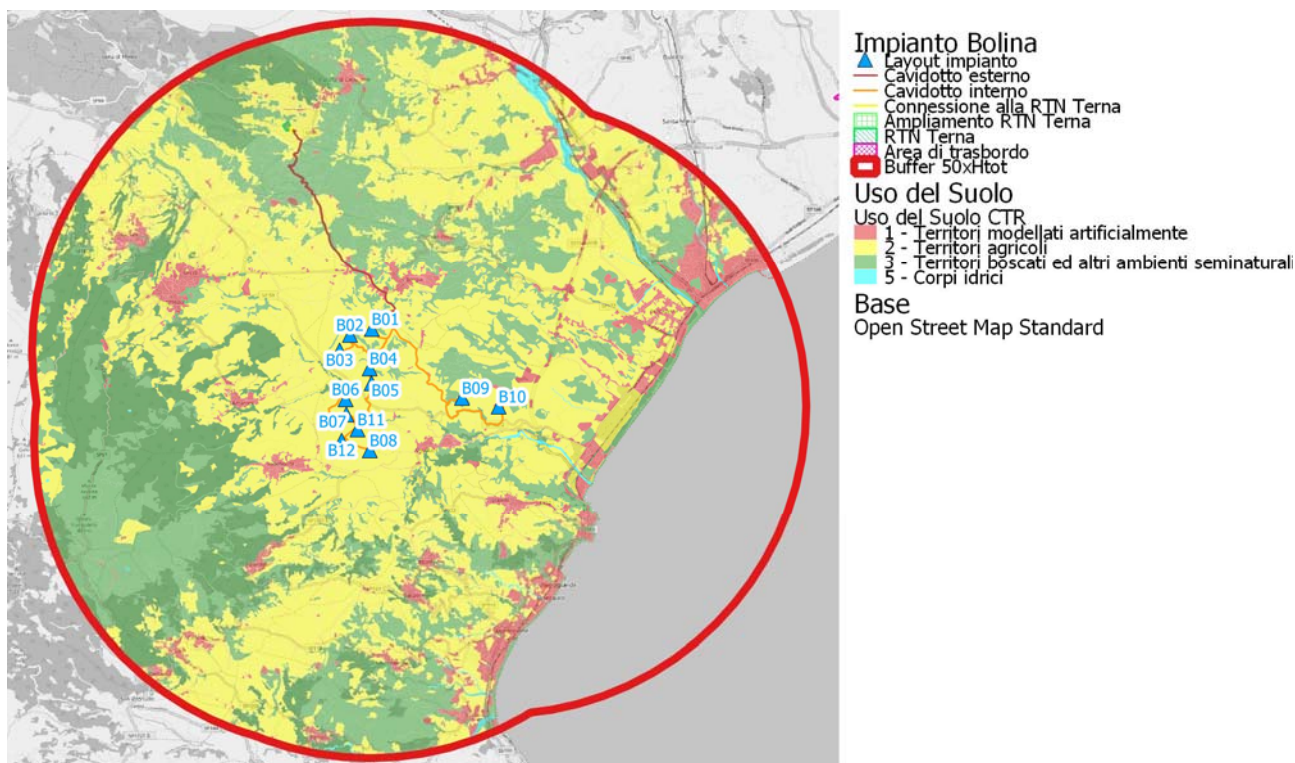 Impianto Bolina
Layout impianto
Cavidotto esterno
Cavidotto interno
Connessione alla RTN Terna
Ampliamento RTN Terna
RTN Terna
Area di trasbordo
Buffer 50xHtot
Uso del Suolo
Uso del Suolo CTR
1 - Territori modellati artificialmente
2 - Territori agricoli
3 - Territori boscati ed altri ambienti seminaturali
5 - Corpi idrici
Base
Open Street Map Standard
B02
B01
B03
B04
B05
B06
B09
B10
B07
B11
B12
B08